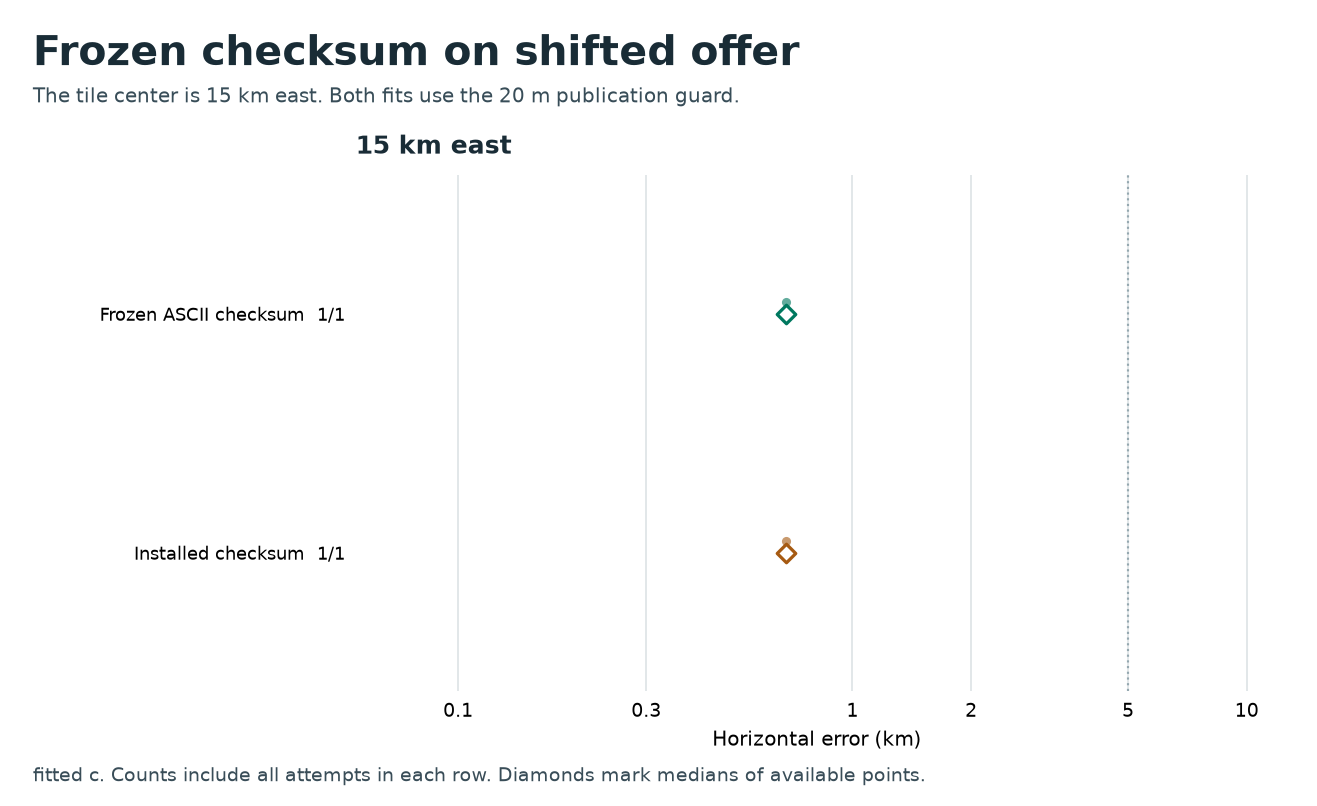 Frozen checksum on shifted offer
The tile center is 15 km east. Both fits use the 20 m publication guard.
15 km east
Frozen ASCII checksum 1/1
Installed checksum 1/1
0.1 0.3 1 2 5 10
Horizontal error (km)
fitted c. Counts include all attempts in each row. Diamonds mark medians of available points.